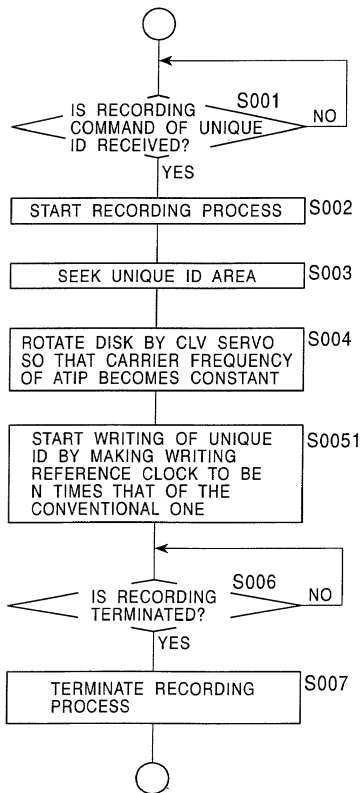 S001
IS RECORDING
COMMAND OF UNIQUE
ID RECEIVED?
NO
YES
START RECORDING PROCESS
S002
SEEK UNIQUE ID AREA
S003
ROTATE DISK BY CLV SERVO
SO THAT CARRIER FREQUENCY
OF ATIP BECOMES CONSTANT
S004
START WRITING OF UNIQUE
ID BY MAKING WRITING
REFERENCE CLOCK TO BE
N TIMES THAT OF THE
CONVENTIONAL ONE
S0051
S006
IS RECORDING
TERMINATED?
NO
YES
TERMINATE RECORDING
PROCESS
S007